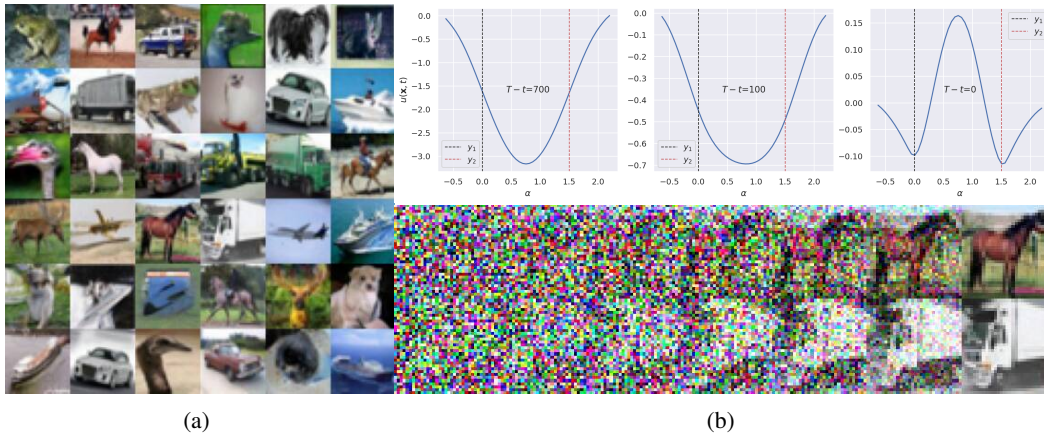 0.0
−0.5
−1.0
−1.5
−2.0
−2.5
−3.0
u(x, t)
T − t=700
y₁
y₂
−0.5 0.0 0.5 1.0 1.5 2.0
α
0.0
−0.1
−0.2
−0.3
−0.4
−0.5
−0.6
−0.7
T − t=100
y₁
y₂
−0.5 0.0 0.5 1.0 1.5 2.0
α
0.15
0.10
0.05
0.00
−0.05
−0.10
T − t=0
y₁
y₂
−0.5 0.0 0.5 1.0 1.5 2.0
α
(a)
(b)